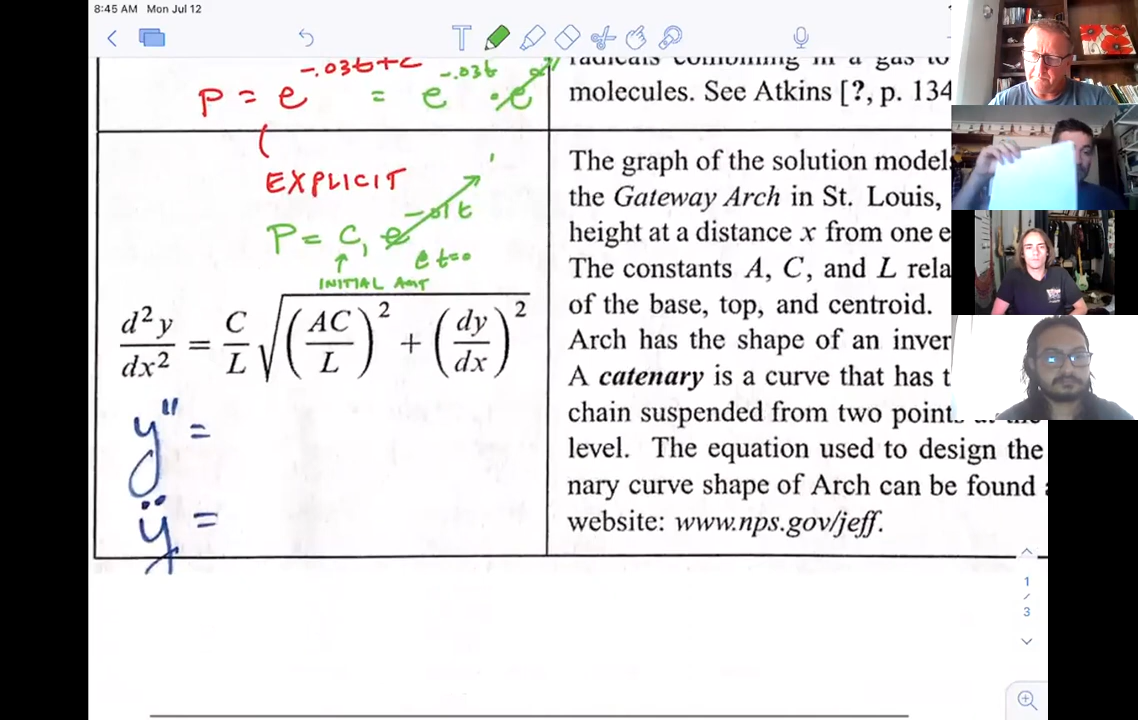 8:45 AM Mon Jul 12
-.03t+c -.03t
P = e = e · e
(
EXPLICIT
P = C, e
e t=0
↑
INITIAL AMT
d²y/dx² = C/L √((AC/L)² + (dy/dx)²)
y" =
ÿ =
radicals combining in a gas to
molecules. See Atkins [?, p. 134
The graph of the solution models
the Gateway Arch in St. Louis,
height at a distance x from one e
The constants A, C, and L rela
of the base, top, and centroid.
Arch has the shape of an inver
A catenary is a curve that has t
chain suspended from two points at the
level. The equation used to design the
nary curve shape of Arch can be found a
website: www.nps.gov/jeff.
1
/
3